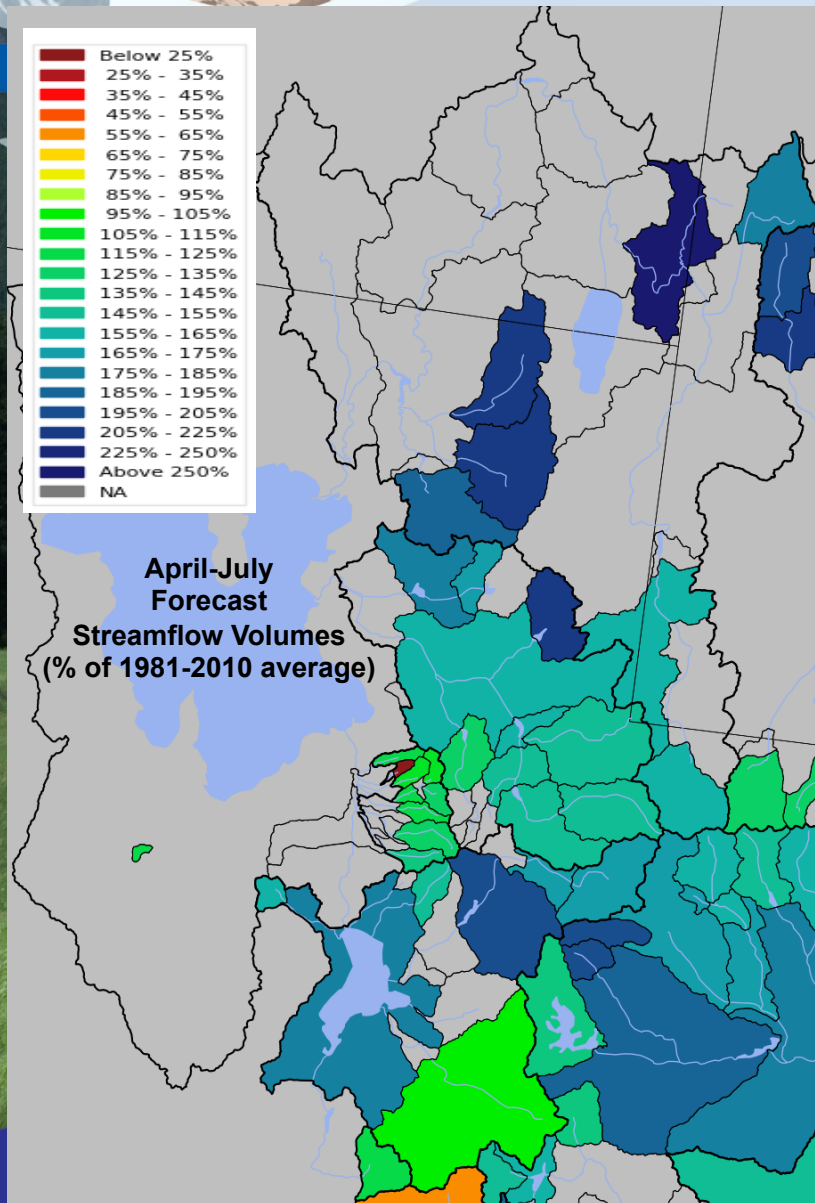 Below 25%
25% - 35%
35% - 45%
45% - 55%
55% - 65%
65% - 75%
75% - 85%
85% - 95%
95% - 105%
105% - 115%
115% - 125%
125% - 135%
135% - 145%
145% - 155%
155% - 165%
165% - 175%
175% - 185%
185% - 195%
195% - 205%
205% - 225%
225% - 250%
Above 250%
NA
April-July
Forecast
Streamflow Volumes
(% of 1981-2010 average)